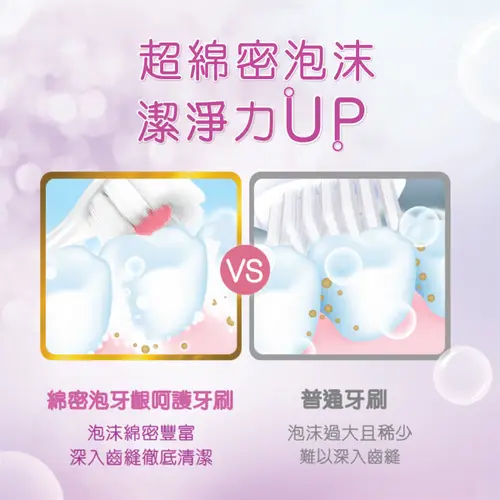 超綿密泡沫
潔淨力UP
VS
綿密泡牙齦呵護牙刷
普通牙刷
泡沫綿密豐富
深入齒縫徹底清潔
泡沫過大且稀少
難以深入齒縫